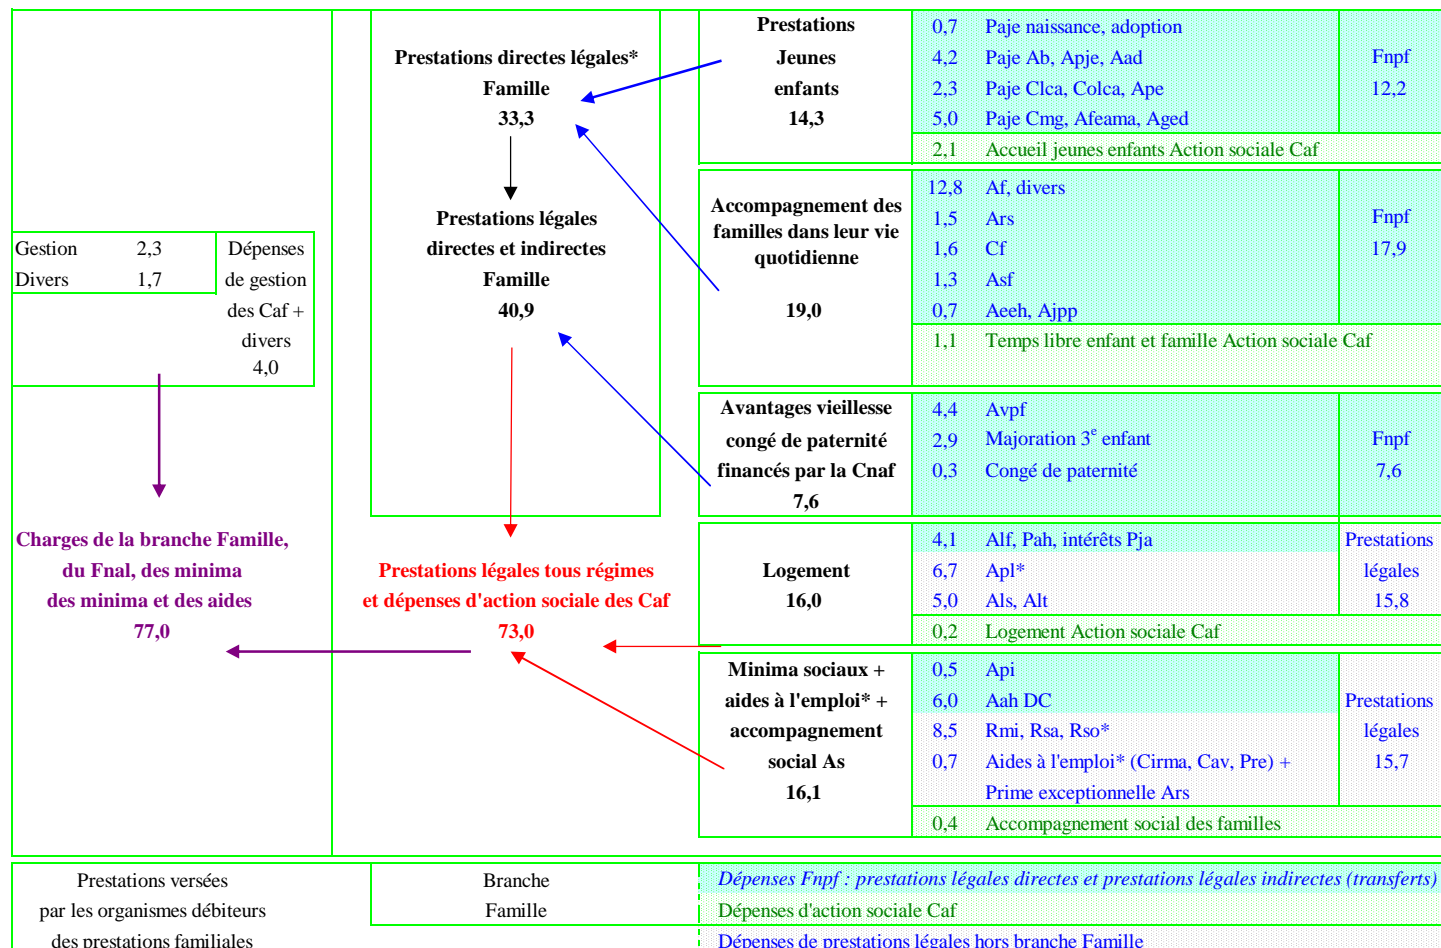 Prestations
Jeunes
enfants
14,3
0,7 Paje naissance, adoption
4,2 Paje Ab, Apje, Aad
2,3 Paje Clca, Colca, Ape
5,0 Paje Cmg, Afeama, Aged
Fnpf
12,2
2,1 Accueil jeunes enfants Action sociale Caf
Prestations directes légales*
Famille
33,3
Prestations légales
directes et indirectes
Famille
40,9
Accompagnement des
familles dans leur vie
quotidienne
19,0
12,8 Af, divers
1,5 Ars
1,6 Cf
1,3 Asf
0,7 Aeeh, Ajpp
Fnpf
17,9
1,1 Temps libre enfant et famille Action sociale Caf
Gestion 2,3
Divers 1,7
Dépenses
de gestion
des Caf +
divers
4,0
Avantages vieillesse
congé de paternité
financés par la Cnaf
7,6
4,4 Avpf
2,9 Majoration 3e enfant
0,3 Congé de paternité
Fnpf
7,6
Charges de la branche Famille,
du Fnal, des minima
des minima et des aides
77,0
Prestations légales tous régimes
et dépenses d'action sociale des Caf
73,0
Logement
16,0
4,1 Alf, Pah, intérêts Pja
6,7 Apl*
5,0 Als, Alt
Prestations
légales
15,8
0,2 Logement Action sociale Caf
Minima sociaux +
aides à l'emploi* +
accompagnement
social As
16,1
0,5 Api
6,0 Aah DC
8,5 Rmi, Rsa, Rso*
0,7 Aides à l'emploi* (Cirma, Cav, Pre) +
Prime exceptionnelle Ars
Prestations
légales
15,7
0,4 Accompagnement social des familles
Prestations versées
par les organismes débiteurs
des prestations familiales
Branche
Famille
Dépenses Fnpf : prestations légales directes et prestations légales indirectes (transferts)
Dépenses d'action sociale Caf
Dépenses de prestations légales hors branche Famille